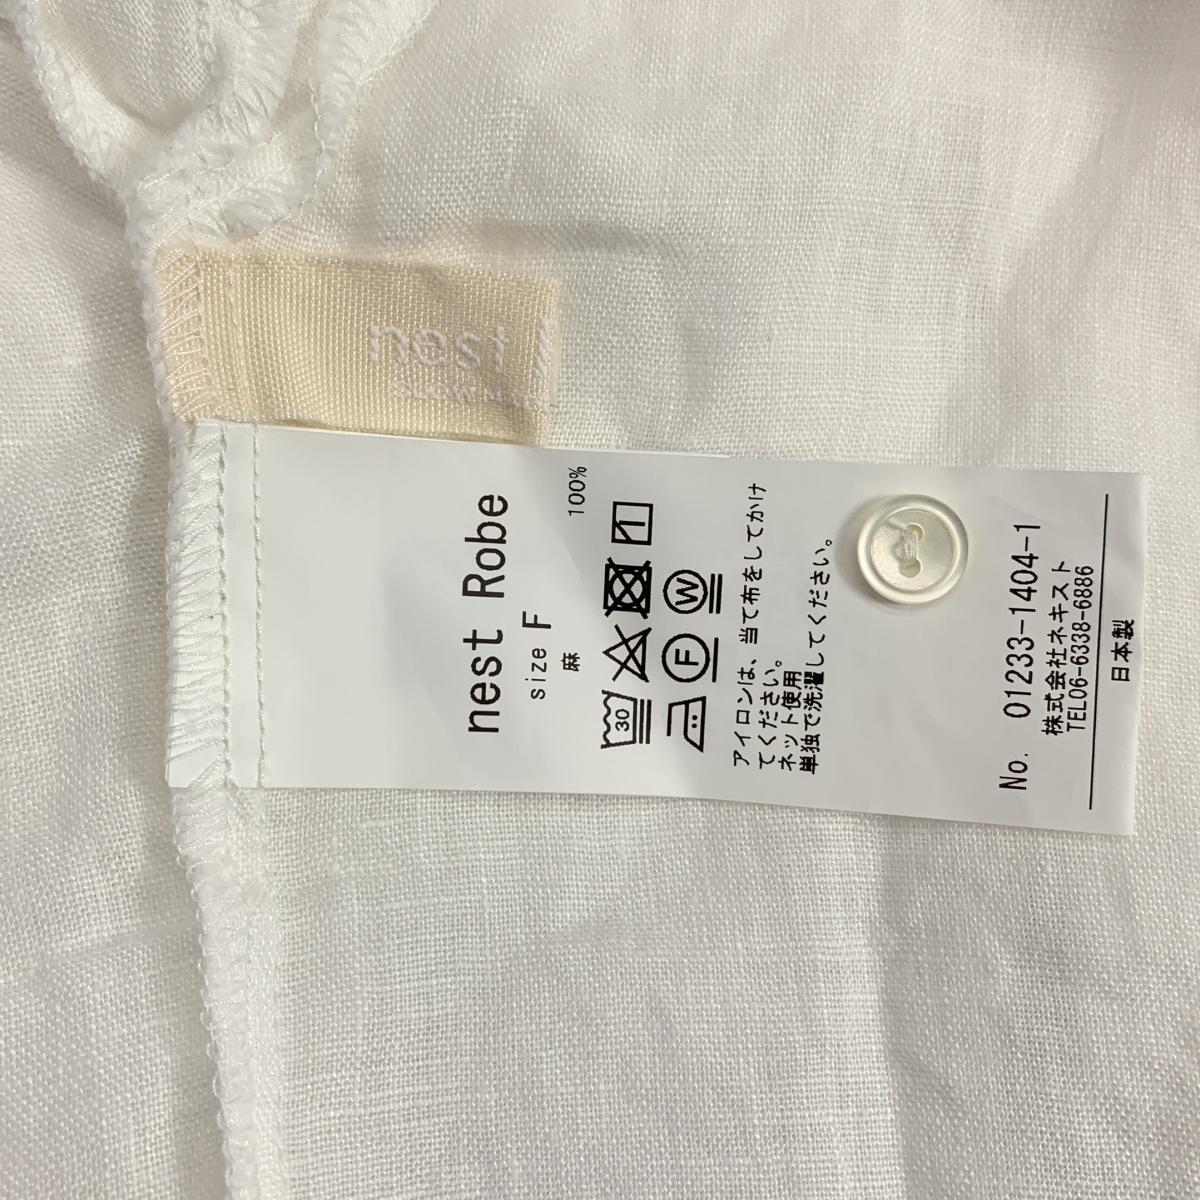 nest
nest Robe
size F
麻 100%
30
F W
アイロンは、当て布をしてかけ
てください。
ネット使用
単独で洗濯してください。
No. 01233-1404-1
株式会社ネキスト
TEL06-6338-6886
日本製